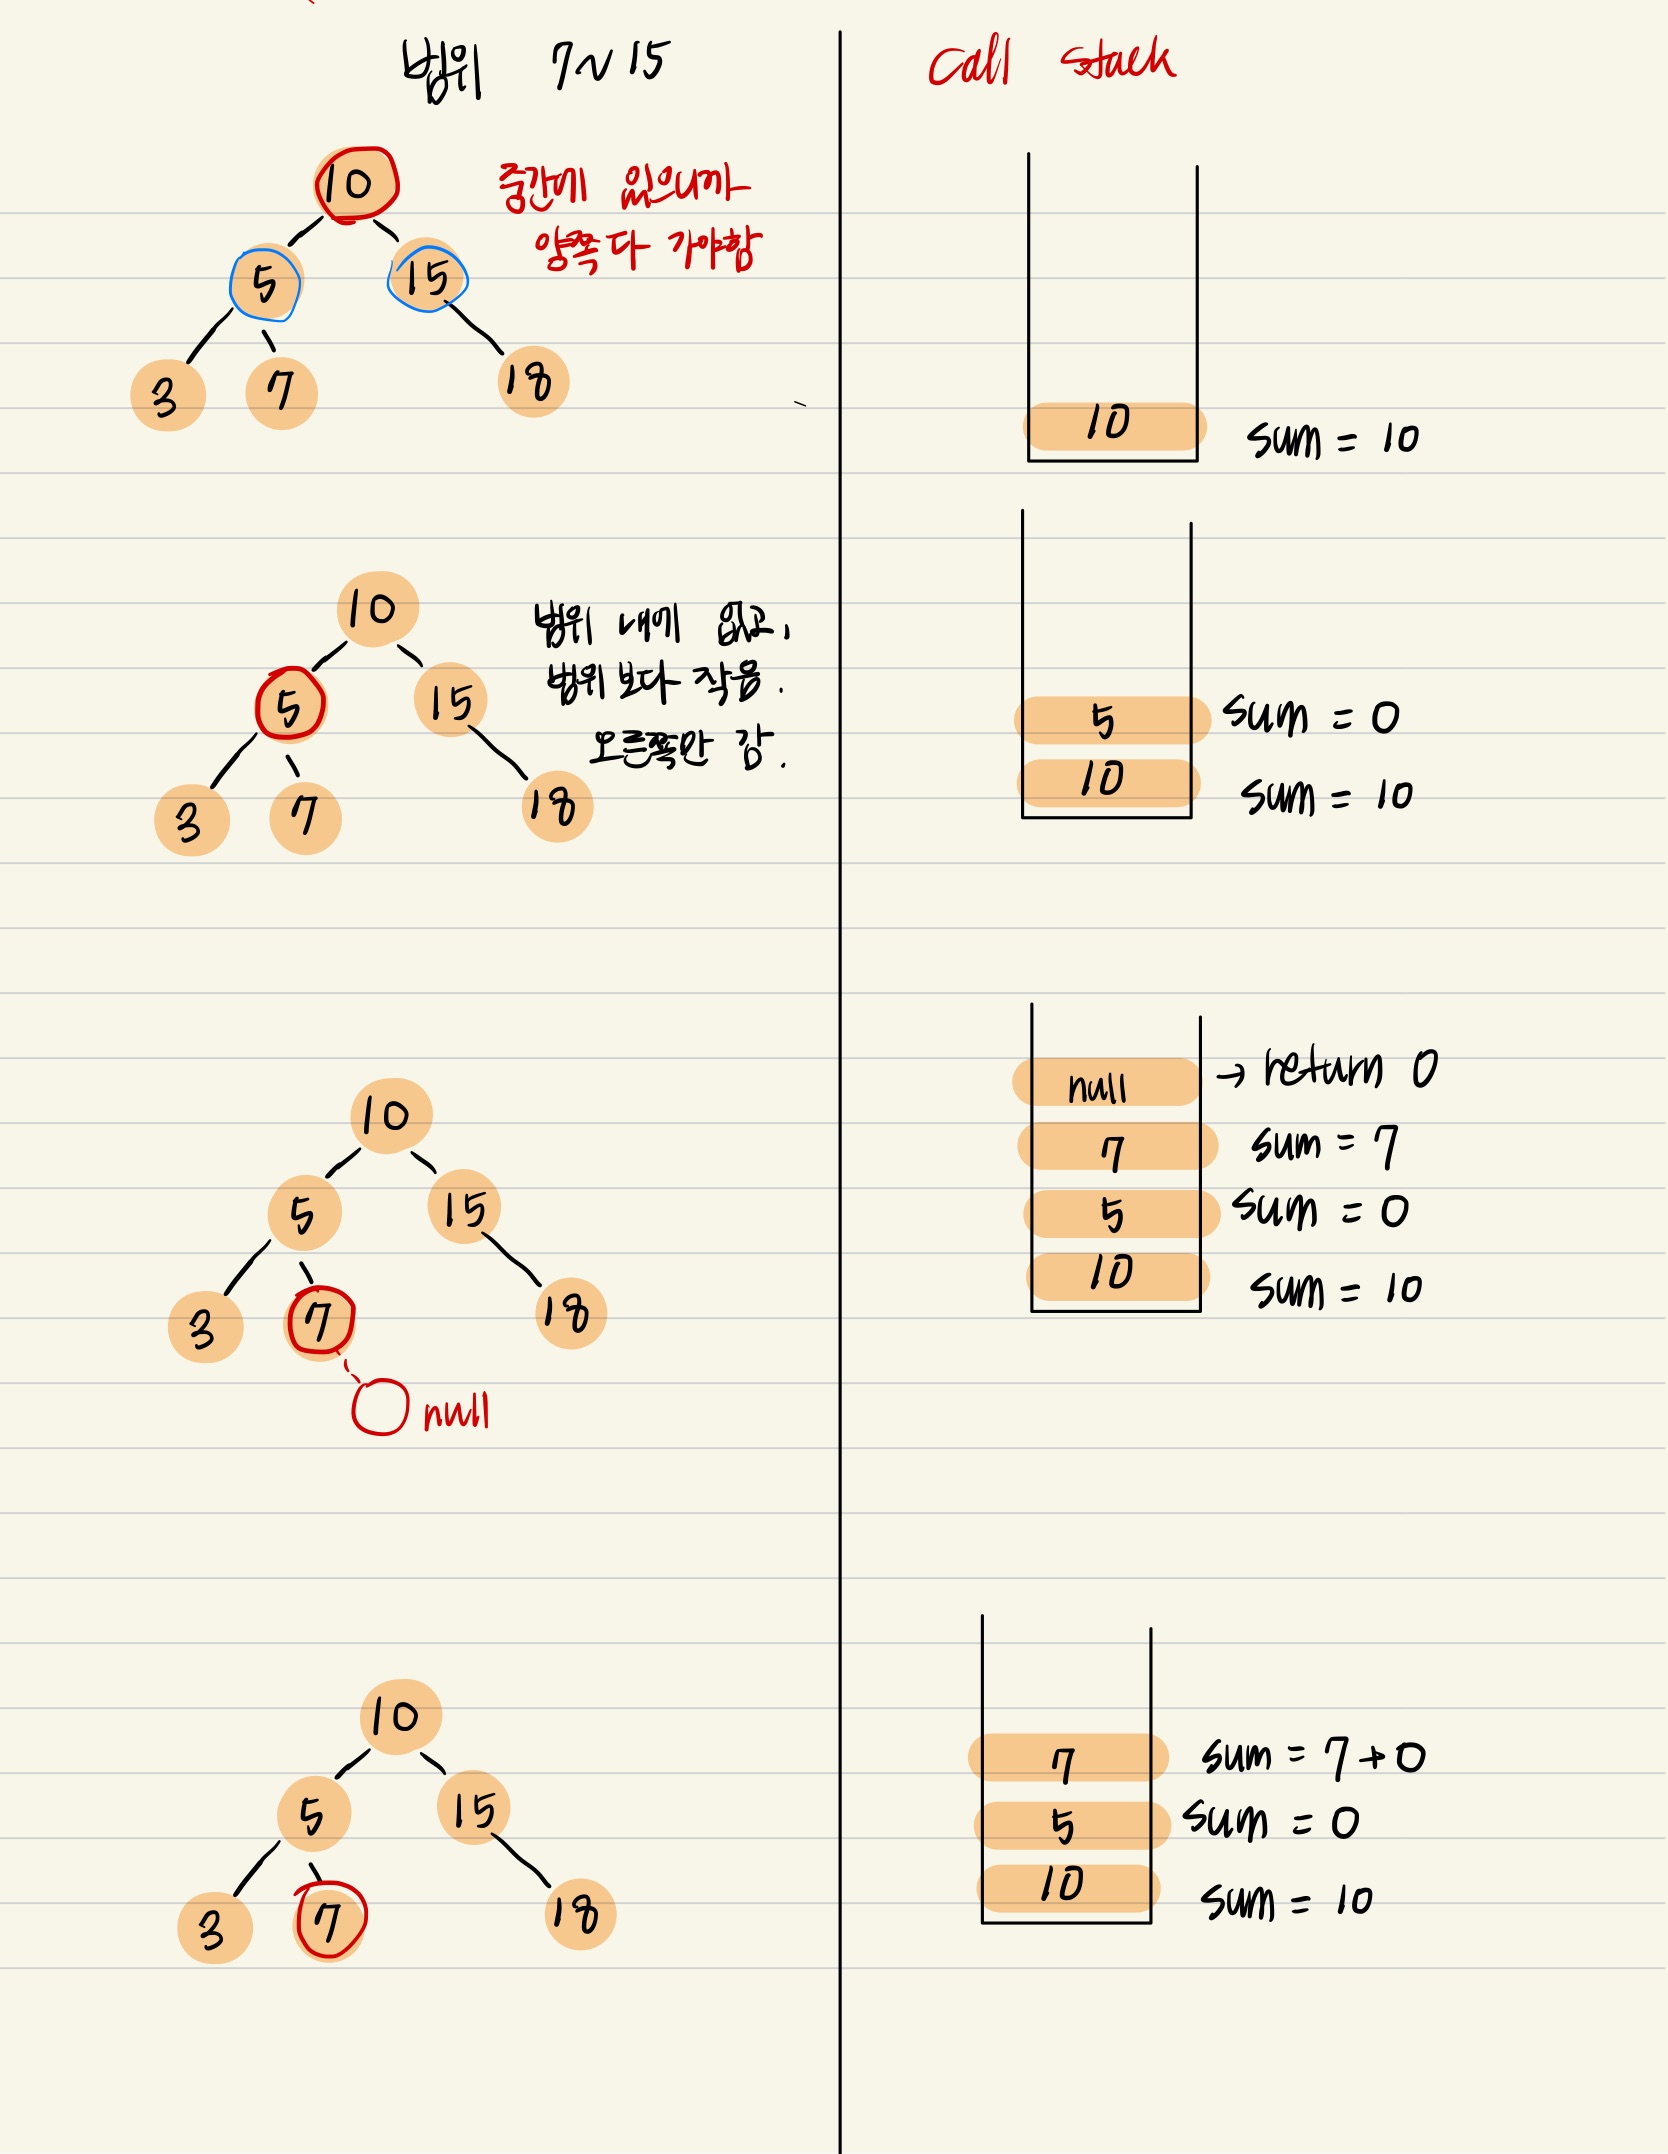 범위 7~15
Call stack
10
중간에 있으니까
양쪽 다 가야함
5 15
3 7 18
10 sum = 10
10
범위 내에 없고,
범위 보다 작음.
오른쪽만 감.
5 15
3 7 18
5 sum = 0
10 sum = 10
10
5 15
3 7 18
null
null → return 0
7 sum = 7
5 sum = 0
10 sum = 10
10
5 15
3 7 18
7 sum = 7 + 0
5 sum = 0
10 sum = 10